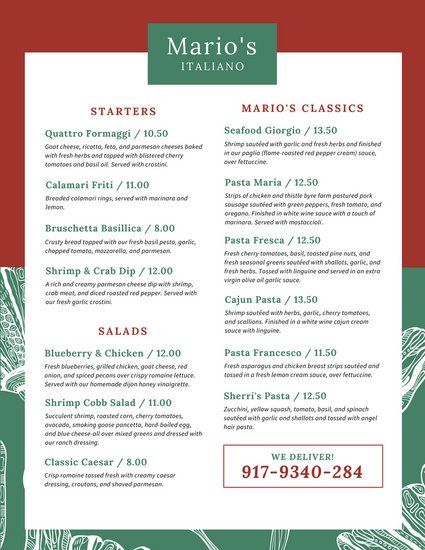 Mario's
ITALIANO
STARTERS
Quattro Formaggi / 10.50
Goat cheese, ricotta, feta, and parmesan cheeses baked
with fresh herbs and topped with blistered cherry
tomatoes and basil oil. Served with crostini.
Calamari Friti / 11.00
Breaded calamari rings, served with marinara and
lemon.
Bruschetta Basillica / 8.00
Crusty bread topped with our fresh basil pesto, garlic,
chopped tomato, mozzarella, and parmesan.
Shrimp & Crab Dip / 12.00
A rich and creamy parmesan cheese dip with shrimp,
crab meat, and diced roasted red pepper. Served with
our fresh garlic crostini.
SALADS
Blueberry & Chicken / 12.00
Fresh blueberries, grilled chicken, goat cheese, red
onion, and spiced pecans over crispy romaine lettuce.
Served with our homemade dijon honey vinaigrette.
Shrimp Cobb Salad / 11.00
Succulent shrimp, roasted corn, cherry tomatoes,
avocado, smoking goose pancetta, hard-boiled egg,
and blue cheese-all over mixed greens and dressed with
our ranch dressing.
Classic Caesar / 8.00
Crisp romaine tossed fresh with creamy caesar
dressing, croutons, and shaved parmesan.
MARIO'S CLASSICS
Seafood Giorgio / 13.50
Shrimp sautéed with garlic and fresh herbs and finished
in our paglia (flame-roasted red pepper cream) sauce,
over fettuccine.
Pasta Maria / 12.50
Strips of chicken and thistle byre farm pastured pork
sausage sautéed with green peppers, fresh tomato, and
oregano. Finished in white wine sauce with a touch of
marinara. Served with mostaccioli.
Pasta Fresca / 12.50
Fresh cherry tomatoes, basil, toasted pine nuts, and
fresh seasonal greens sautéed with shallots, garlic, and
fresh herbs. Tossed with linguine and served in an extra
virgin olive oil garlic sauce.
Cajun Pasta / 13.50
Shrimp sautéed with herbs, garlic, cherry tomatoes,
and scallions. Finished in a white wine cajun cream
sauce with linguine.
Pasta Francesco / 11.50
Fresh asparagus and chicken breast strips sautéed and
tossed in a fresh lemon cream sauce, over fettuccine.
Sherri's Pasta / 12.50
Zucchini, yellow squash, tomato, basil, and spinach
sautéed with garlic and shallots and tossed with angel
hair pasta.
WE DELIVER!
917-9340-284